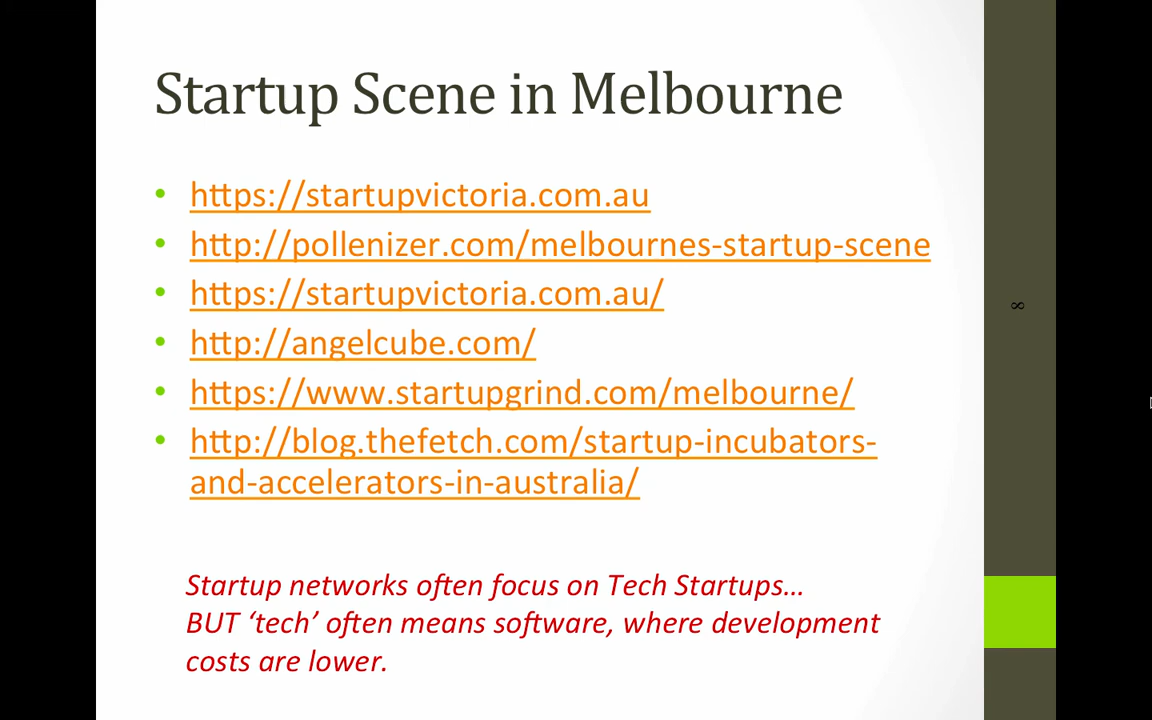 Startup Scene in Melbourne
• https://startupvictoria.com.au
• http://pollenizer.com/melbournes-startup-scene
• https://startupvictoria.com.au/
• http://angelcube.com/
• https://www.startupgrind.com/melbourne/
• http://blog.thefetch.com/startup-incubators-
and-accelerators-in-australia/
Startup networks often focus on Tech Startups…
BUT ‘tech’ often means software, where development
costs are lower.
8